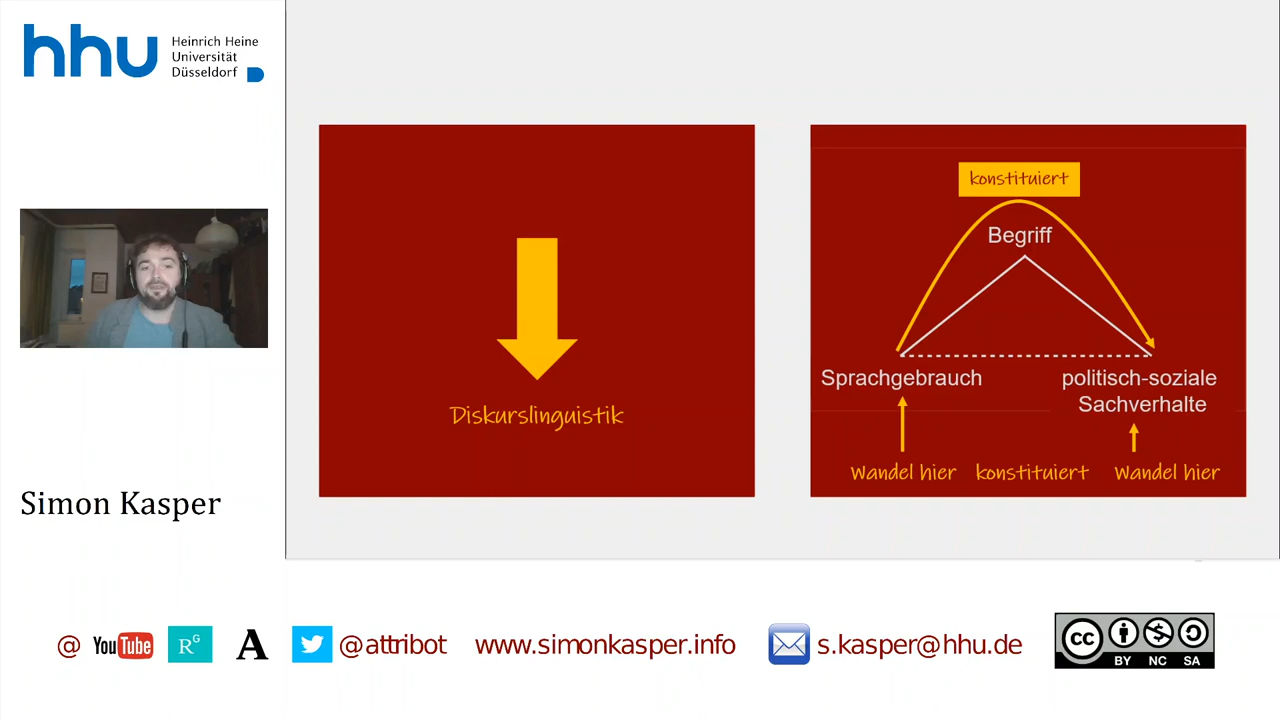 hhu
Heinrich Heine
Universität
Düsseldorf
Simon Kasper
Diskurslinguistik
konstituiert
Begriff
Sprachgebrauch
politisch-soziale
Sachverhalte
Wandel hier konstituiert Wandel hier
@ YouTube RG A @attribot www.simonkasper.info s.kasper@hhu.de
cc BY NC SA